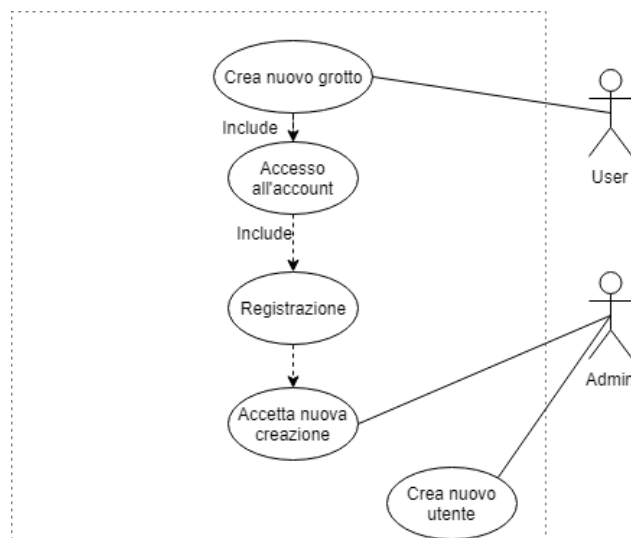 Crea nuovo grotto
Include
Accesso
all'account
User
Include
Registrazione
Admin
Accetta nuova
creazione
Crea nuovo
utente